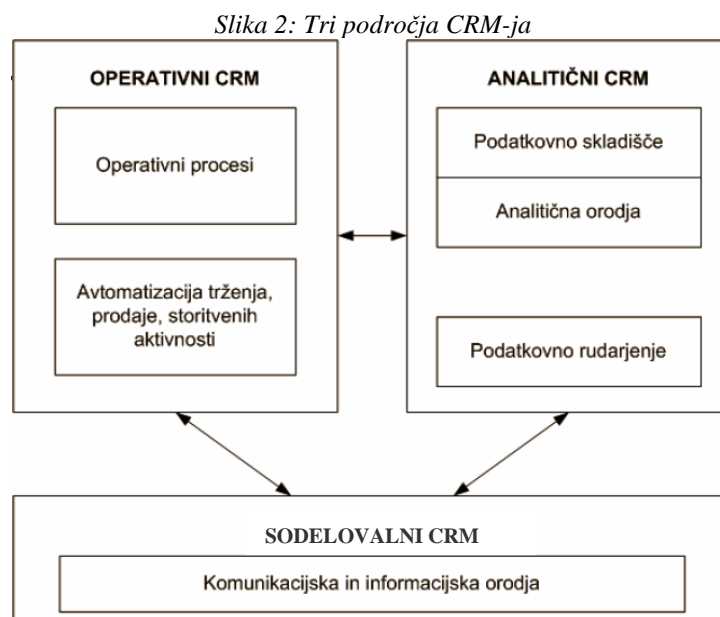 Slika 2: Tri področja CRM-ja
OPERATIVNI CRM
Operativni procesi
Avtomatizacija trženja,
prodaje, storitvenih
aktivnosti
ANALITIČNI CRM
Podatkovno skladišče
Analitična orodja
Podatkovno rudarjenje
SODELOVALNI CRM
Komunikacijska in informacijska orodja